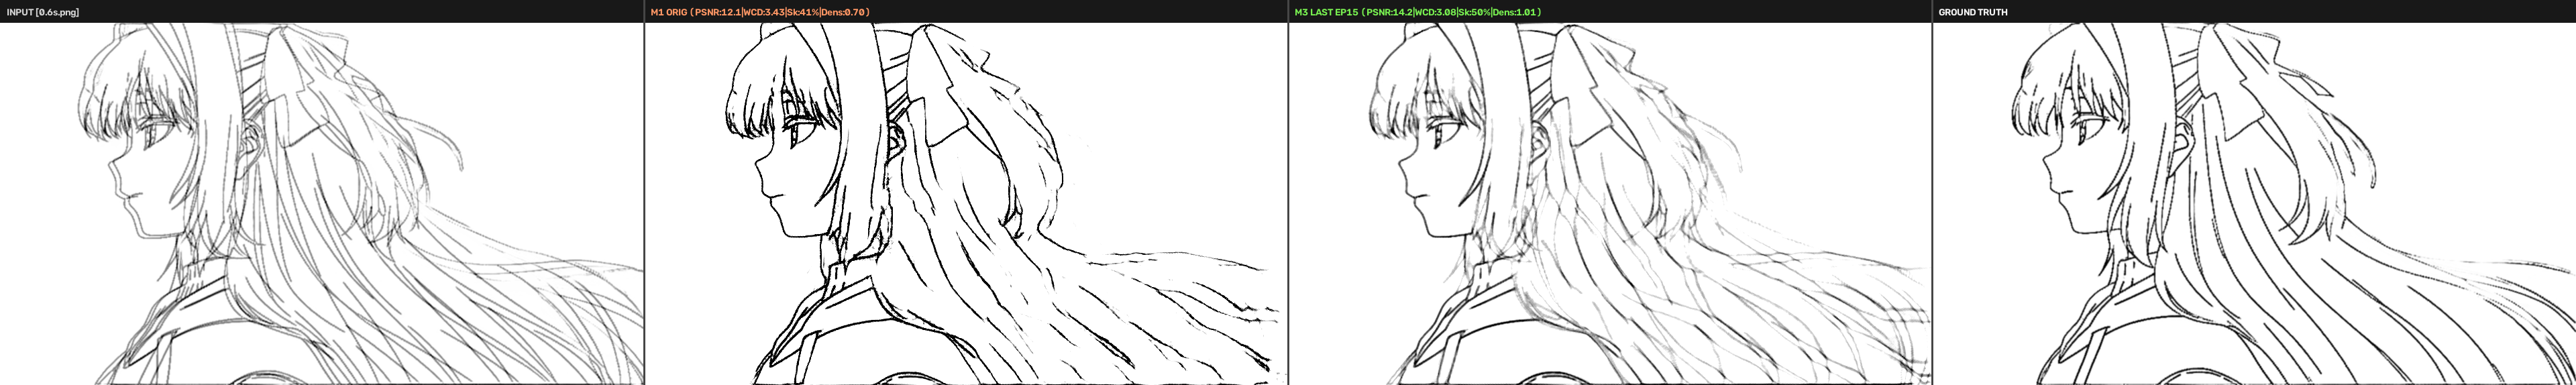 INPUT [0.6s.png]
M1 ORIG (PSNR:12.1|WCD:3.43|Sk:41%|Dens:0.70)
M3 LAST EP15 (PSNR:14.2|WCD:3.08|Sk:50%|Dens:1.01)
GROUND TRUTH